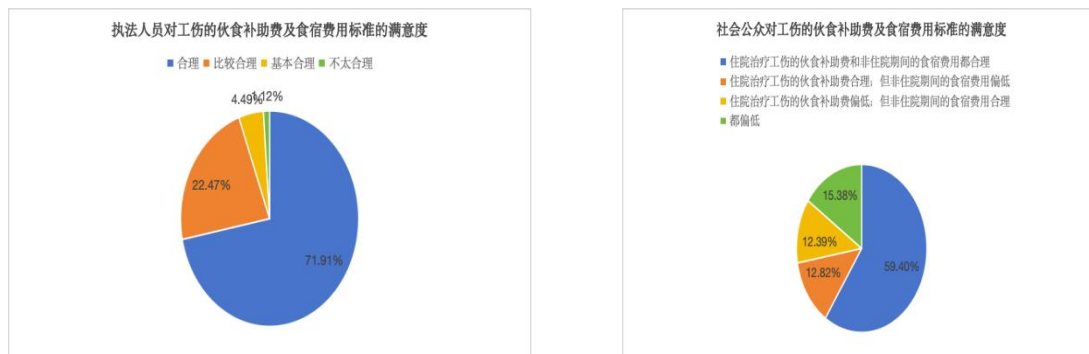 执法人员对工伤的伙食补助费及食宿费用标准的满意度
合理 比较合理 基本合理 不太合理
4.49% 1.12%
22.47%
71.91%
社会公众对工伤的伙食补助费及食宿费用标准的满意度
住院治疗工伤的伙食补助费和非住院期间的食宿费用都合理
住院治疗工伤的伙食补助费合理；但非住院期间的食宿费用偏低
住院治疗工伤的伙食补助费偏低；但非住院期间的食宿费用合理
都偏低
15.38%
12.39%
12.82%
59.40%